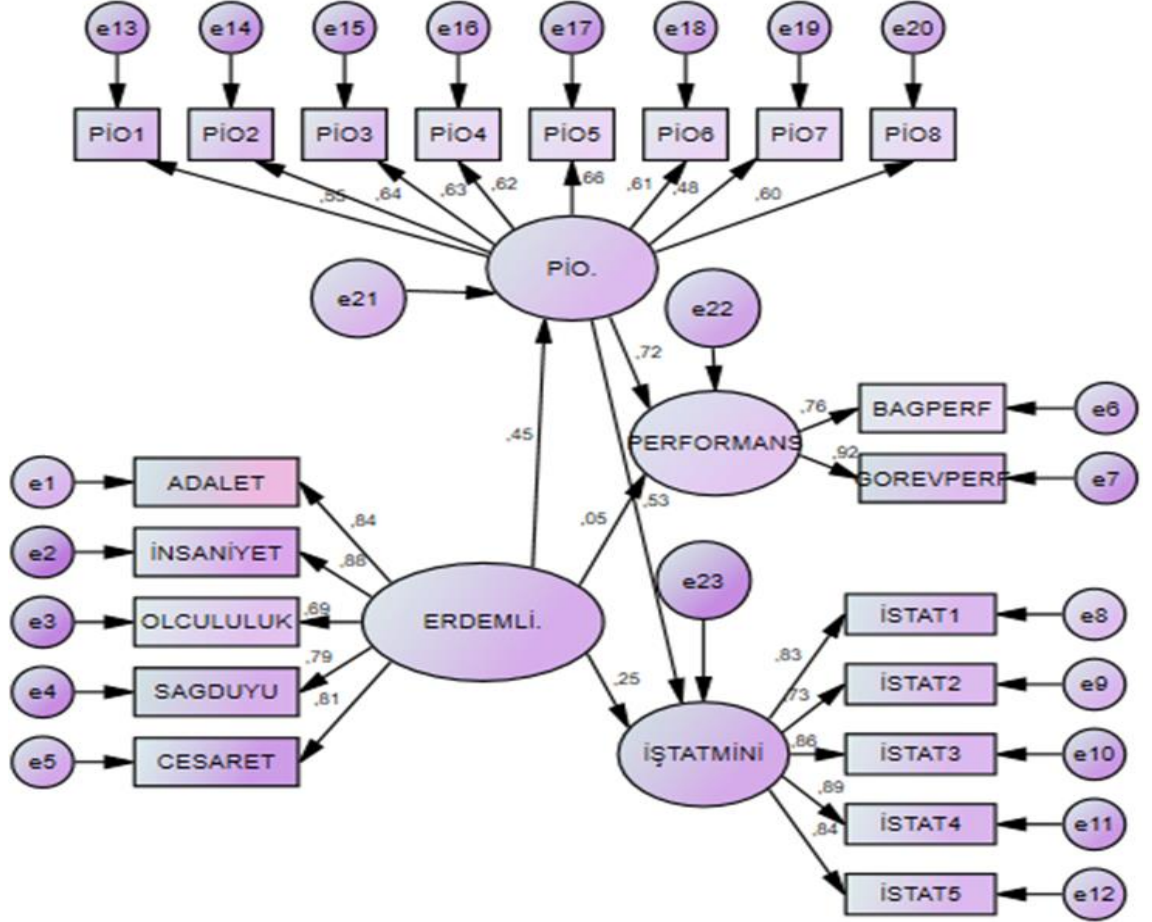 e13 e14 e15 e16 e17 e18 e19 e20
PİO1 PİO2 PİO3 PİO4 PİO5 PİO6 PİO7 PİO8
,55 ,64 ,63 ,62 ,66 ,61 ,48 ,60
PİO.
e21
e22
,72
,76
BAGPERF
e6
PERFORMANS
,45
,92
GOREVPERF
e7
e1
ADALET
,84
,05
,53
e2
İNSANİYET
,88
e23
e3
OLCULULUK
,69
ERDEMLİ.
İSTAT1
e8
,79
,83
e4
SAGDUYU
,81
,25
,73
İSTAT2
e9
e5
CESARET
İŞTATMİNİ
,86
İSTAT3
e10
,89
İSTAT4
e11
,84
İSTAT5
e12